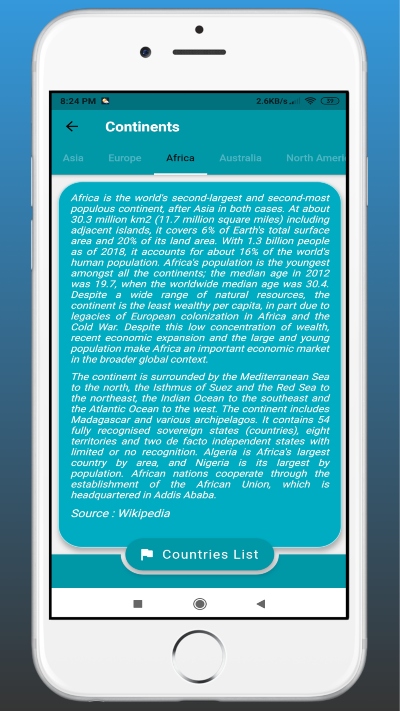 8:24 PM 2.6KB/s 39
Continents
Asia Europe Africa Australia North Ameri
Africa is the world's second-largest and second-most
populous continent, after Asia in both cases. At about
30.3 million km2 (11.7 million square miles) including
adjacent islands, it covers 6% of Earth's total surface
area and 20% of its land area. With 1.3 billion people
as of 2018, it accounts for about 16% of the world's
human population. Africa's population is the youngest
amongst all the continents; the median age in 2012
was 19.7, when the worldwide median age was 30.4.
Despite a wide range of natural resources, the
continent is the least wealthy per capita, in part due to
legacies of European colonization in Africa and the
Cold War. Despite this low concentration of wealth,
recent economic expansion and the large and young
population make Africa an important economic market
in the broader global context.
The continent is surrounded by the Mediterranean Sea
to the north, the Isthmus of Suez and the Red Sea to
the northeast, the Indian Ocean to the southeast and
the Atlantic Ocean to the west. The continent includes
Madagascar and various archipelagos. It contains 54
fully recognised sovereign states (countries), eight
territories and two de facto independent states with
limited or no recognition. Algeria is Africa's largest
country by area, and Nigeria is its largest by
population. African nations cooperate through the
establishment of the African Union, which is
headquartered in Addis Ababa.
Source : Wikipedia
Countries List